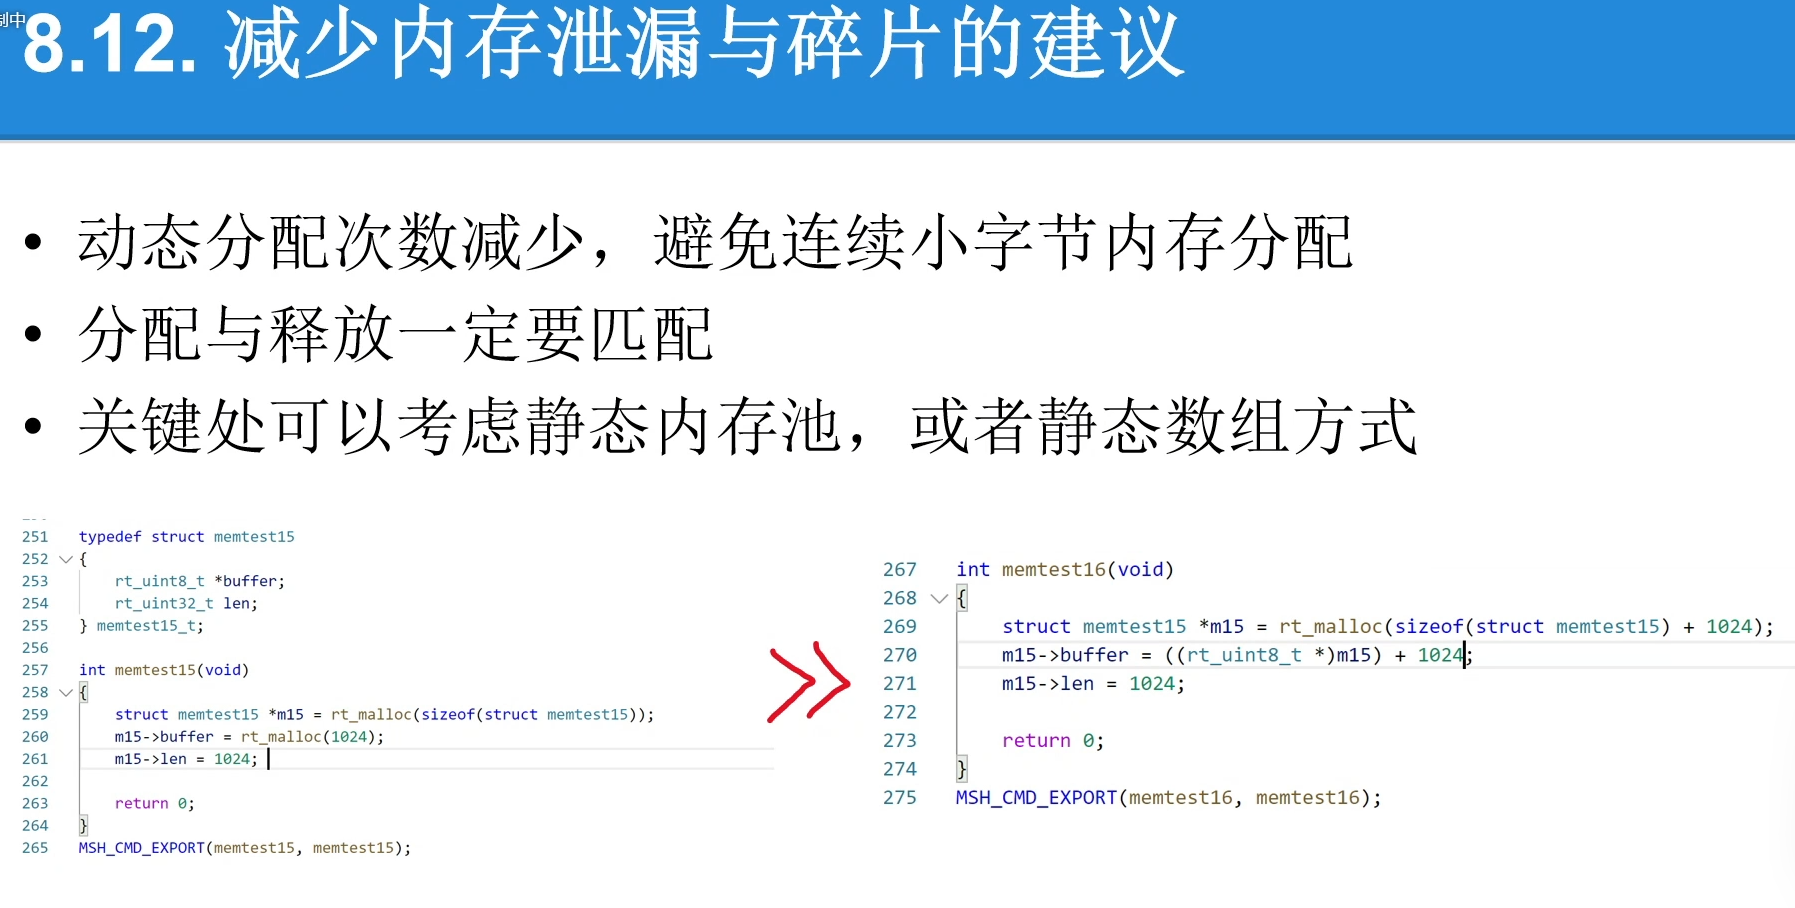 制中
8.12. 减少内存泄漏与碎片的建议
• 动态分配次数减少，避免连续小字节内存分配
• 分配与释放一定要匹配
• 关键处可以考虑静态内存池，或者静态数组方式
251 typedef struct memtest15
252 {
253 rt_uint8_t *buffer;
254 rt_uint32_t len;
255 } memtest15_t;
256
257 int memtest15(void)
258 {
259 struct memtest15 *m15 = rt_malloc(sizeof(struct memtest15));
260 m15->buffer = rt_malloc(1024);
261 m15->len = 1024;
262
263 return 0;
264 }
265 MSH_CMD_EXPORT(memtest15, memtest15);
267 int memtest16(void)
268 {
269 struct memtest15 *m15 = rt_malloc(sizeof(struct memtest15) + 1024);
270 m15->buffer = ((rt_uint8_t *)m15) + 1024;
271 m15->len = 1024;
272
273 return 0;
274 }
275 MSH_CMD_EXPORT(memtest16, memtest16);